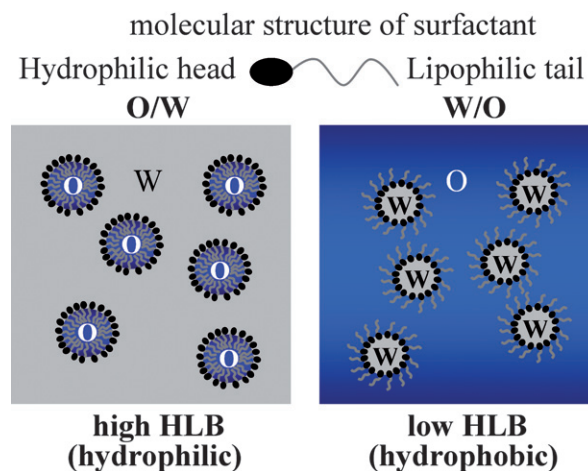 molecular structure of surfactant
Hydrophilic head Lipophilic tail
O/W W/O
O W O
O
O
O
O
O
O W
W
W
W
W
W
high HLB low HLB
(hydrophilic) (hydrophobic)